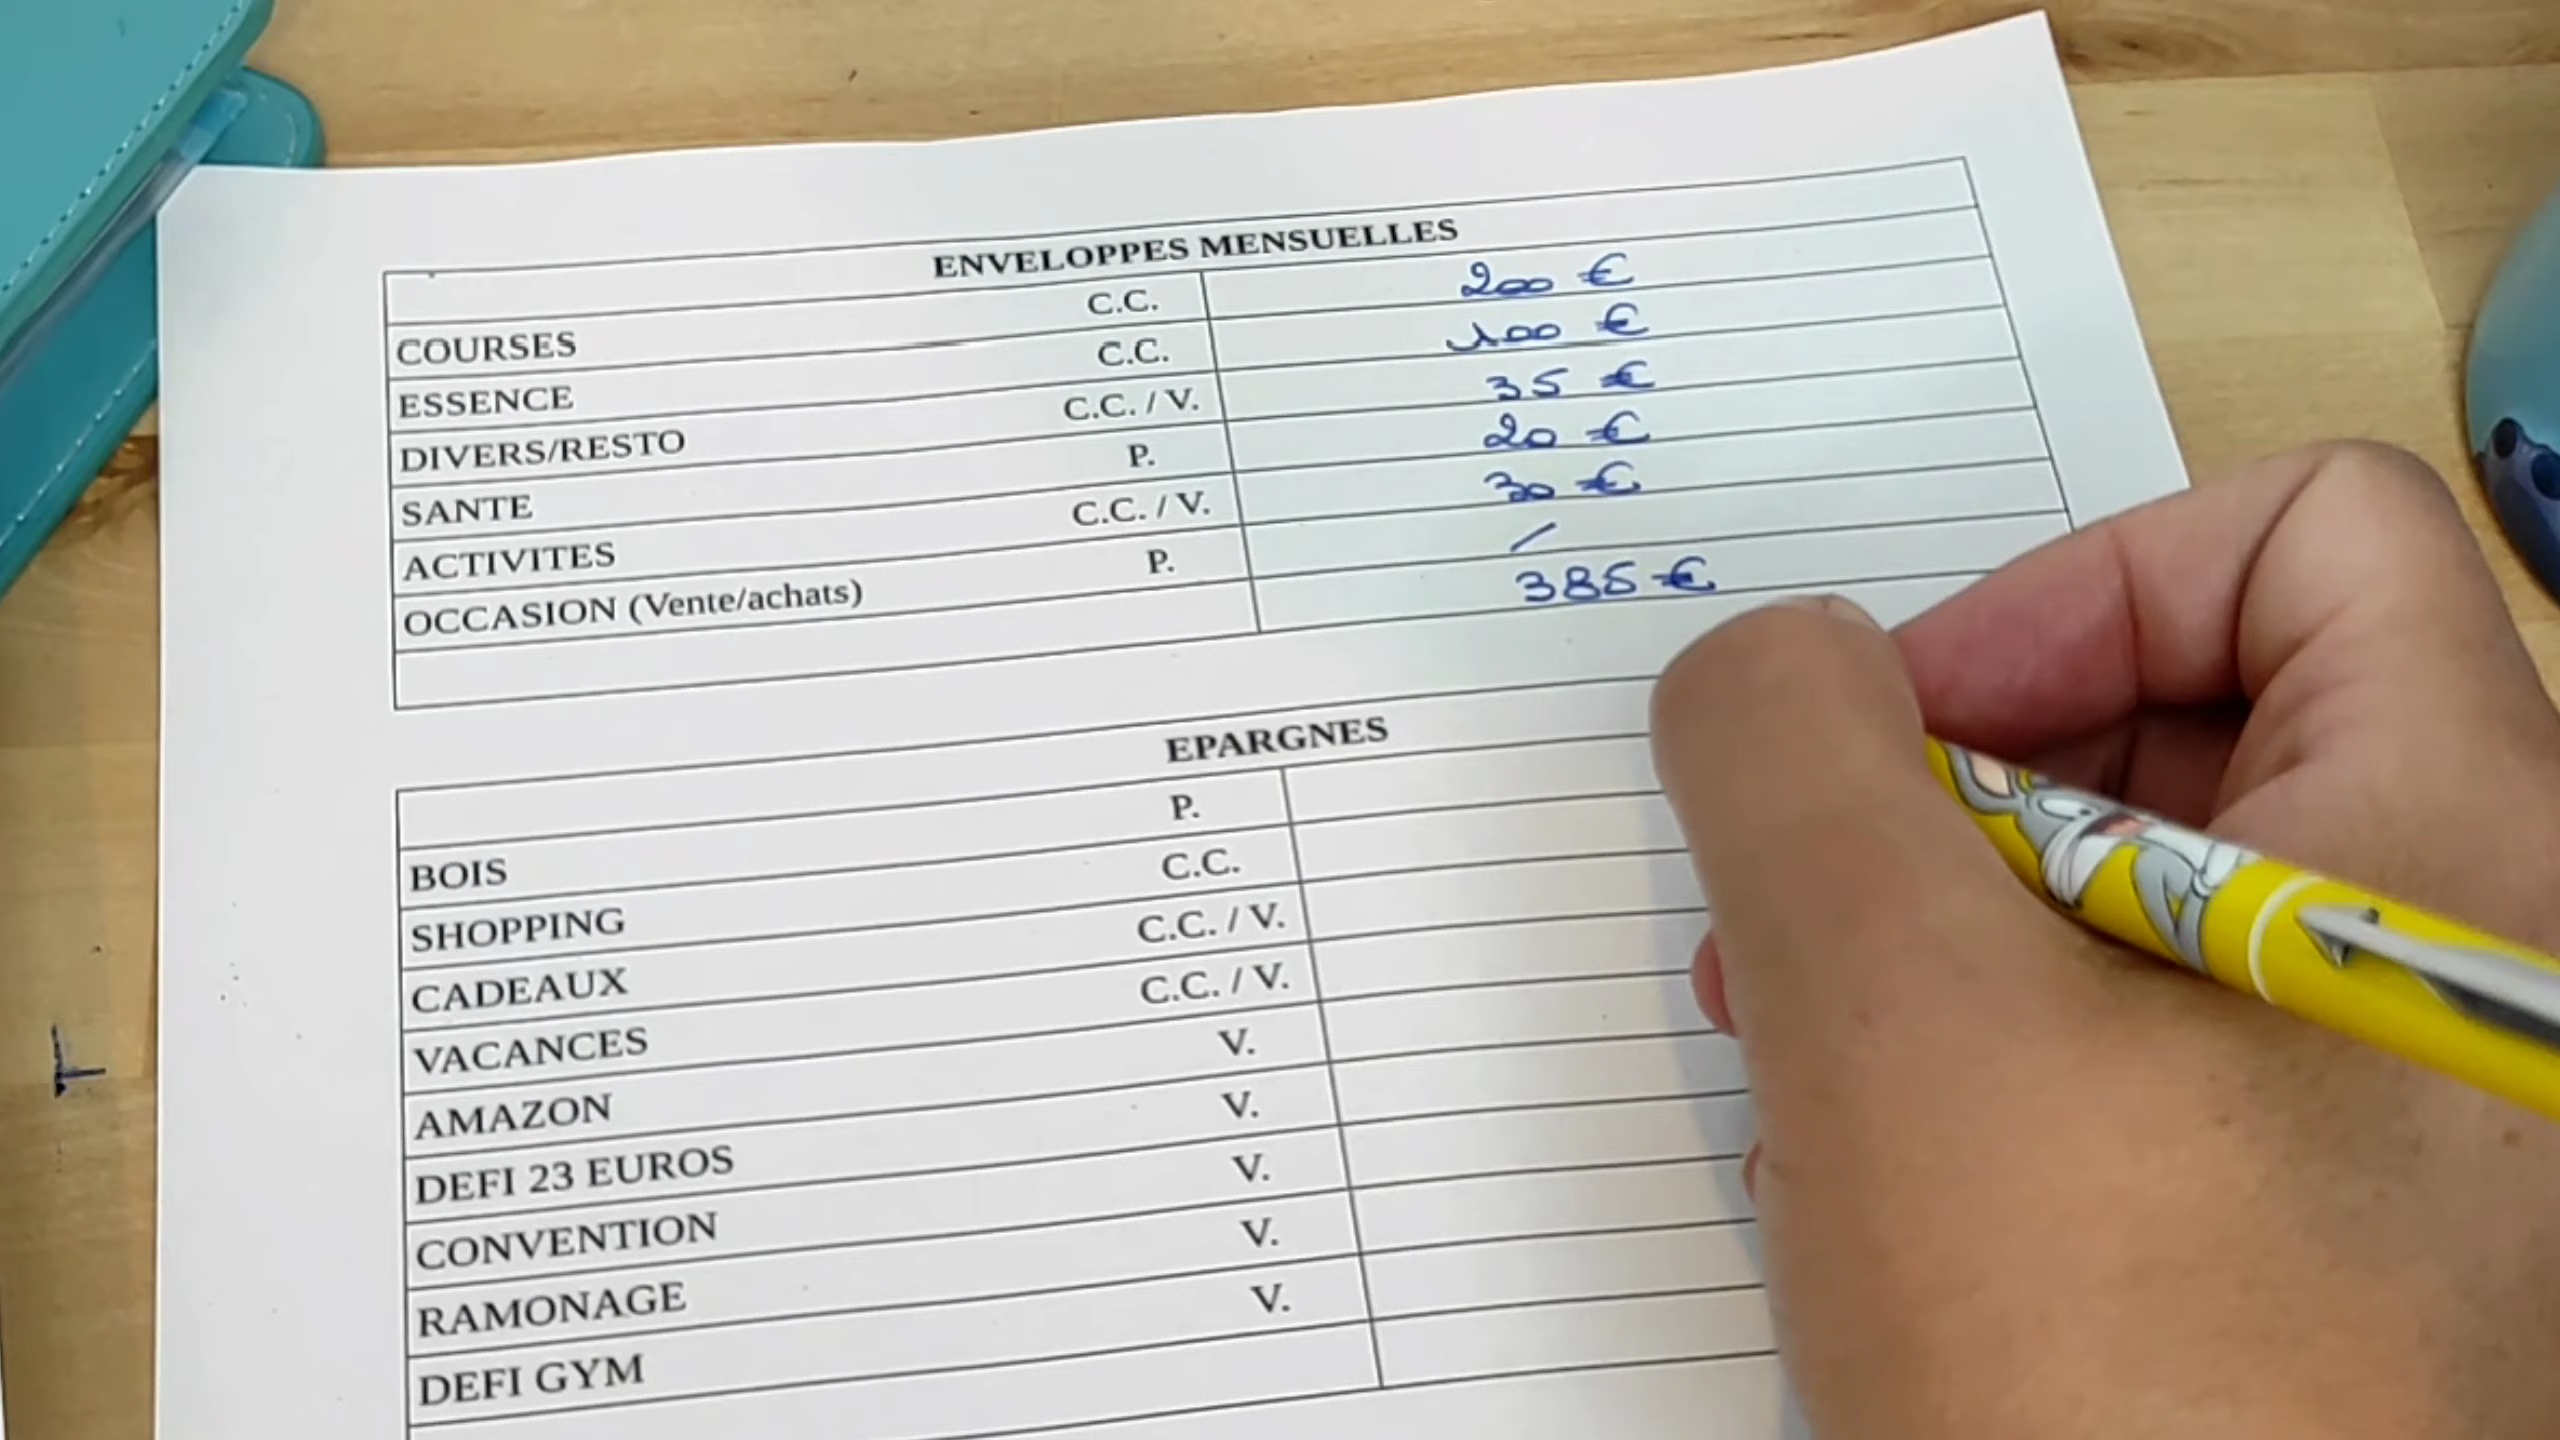 ENVELOPPES MENSUELLES
COURSES C.C. 200 €
ESSENCE C.C. 100 €
DIVERS/RESTO C.C. / V. 35 €
SANTE P. 20 €
ACTIVITES C.C. / V. 30 €
OCCASION (Vente/achats) P. /
385 €
EPARGNES
BOIS P.
SHOPPING C.C.
CADEAUX C.C. / V.
VACANCES C.C. / V.
AMAZON V.
DEFI 23 EUROS V.
CONVENTION V.
RAMONAGE V.
DEFI GYM V.